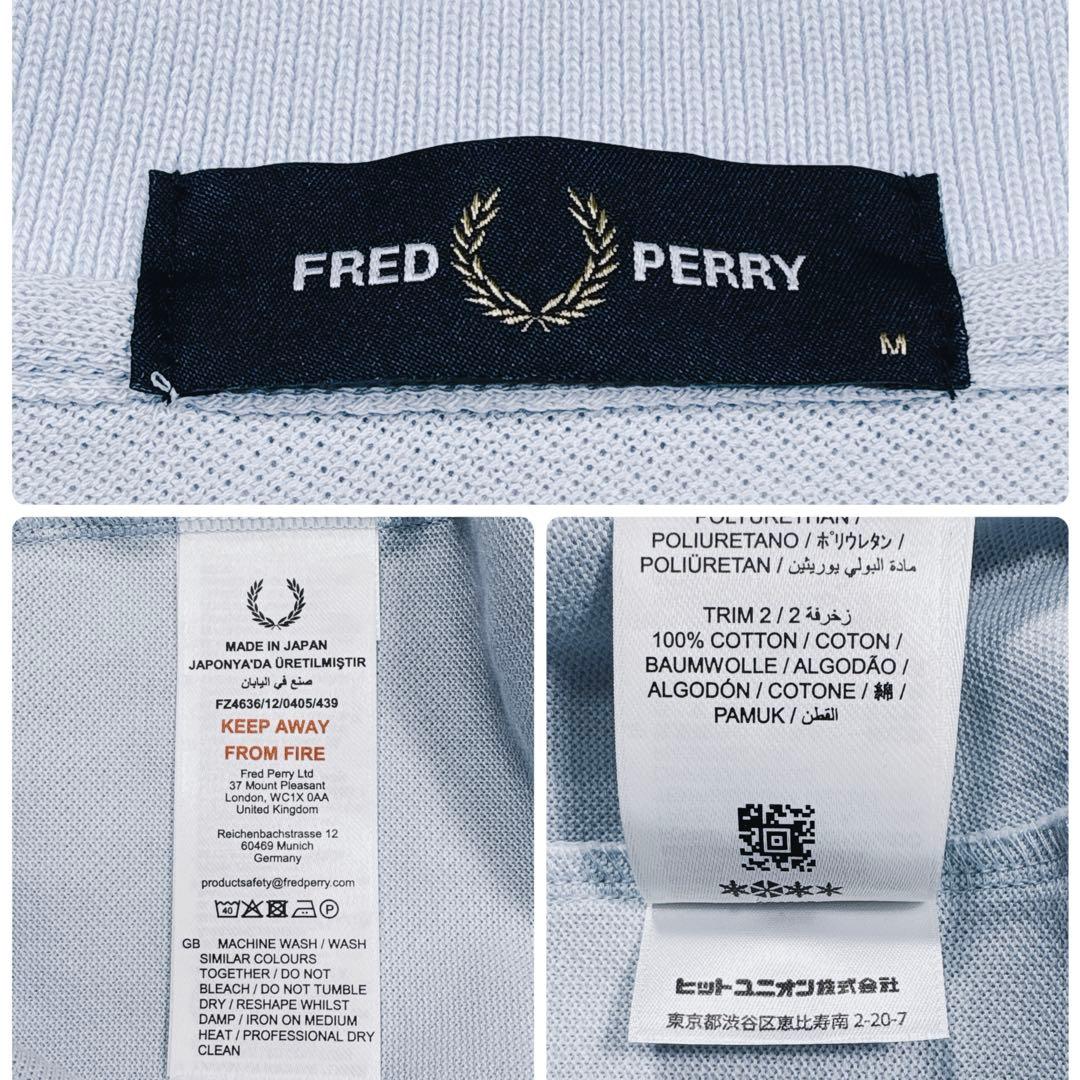 FRED PERRY
M
MADE IN JAPAN
JAPONYA'DA ÜRETILMIŞTIR
صنع في اليابان
FZ4636/12/0405/439
KEEP AWAY
FROM FIRE
Fred Perry Ltd
37 Mount Pleasant
London, WC1X 0AA
United Kingdom
Reichenbachstrasse 12
60469 Munich
Germany
productsafety@fredperry.com
40
P
GB MACHINE WASH / WASH
SIMILAR COLOURS
TOGETHER / DO NOT
BLEACH / DO NOT TUMBLE
DRY / RESHAPE WHILST
DAMP / IRON ON MEDIUM
HEAT / PROFESSIONAL DRY
CLEAN
POLYURETHAN /
POLIURETANO / ポリウレタン /
POLIÜRETAN / مادة البولي يوريثين
TRIM 2 / زخرفة 2
100% COTTON / COTON /
BAUMWOLLE / ALGODÃO /
ALGODÓN / COTONE / 綿 /
PAMUK / القطن
ヒットユニオン株式会社
東京都渋谷区恵比寿南 2-20-7